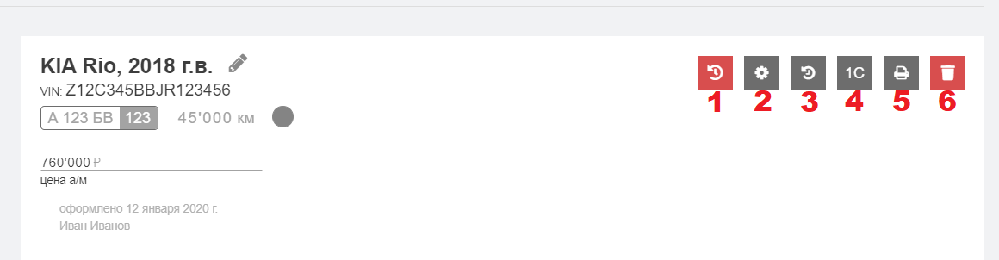 KIA Rio, 2018 г.в.
VIN: Z12C345BBJR123456
А 123 БВ 123 45'000 км
1С
1 2 3 4 5 6
760'000 ₽
цена а/м
оформлено 12 января 2020 г.
Иван Иванов